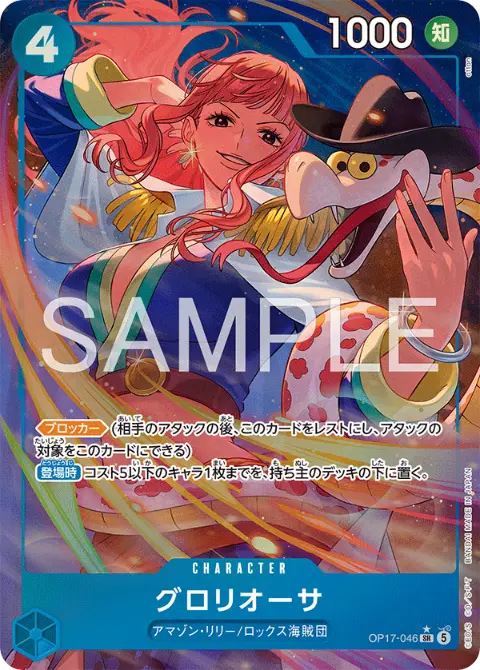 4
1000 知
etlom
SAMPLE
ブロッカー (相手のアタックの後、このカードをレストにし、アタックの
対象をこのカードにできる)
登場時 コスト5以下のキャラ1枚までを、持ち主のデッキの下に置く。
CHARACTER
グロリオーサ
アマゾン・リリー/ロックス海賊団
OP17-046 SR 5
BANDAI MADE IN JAPAN